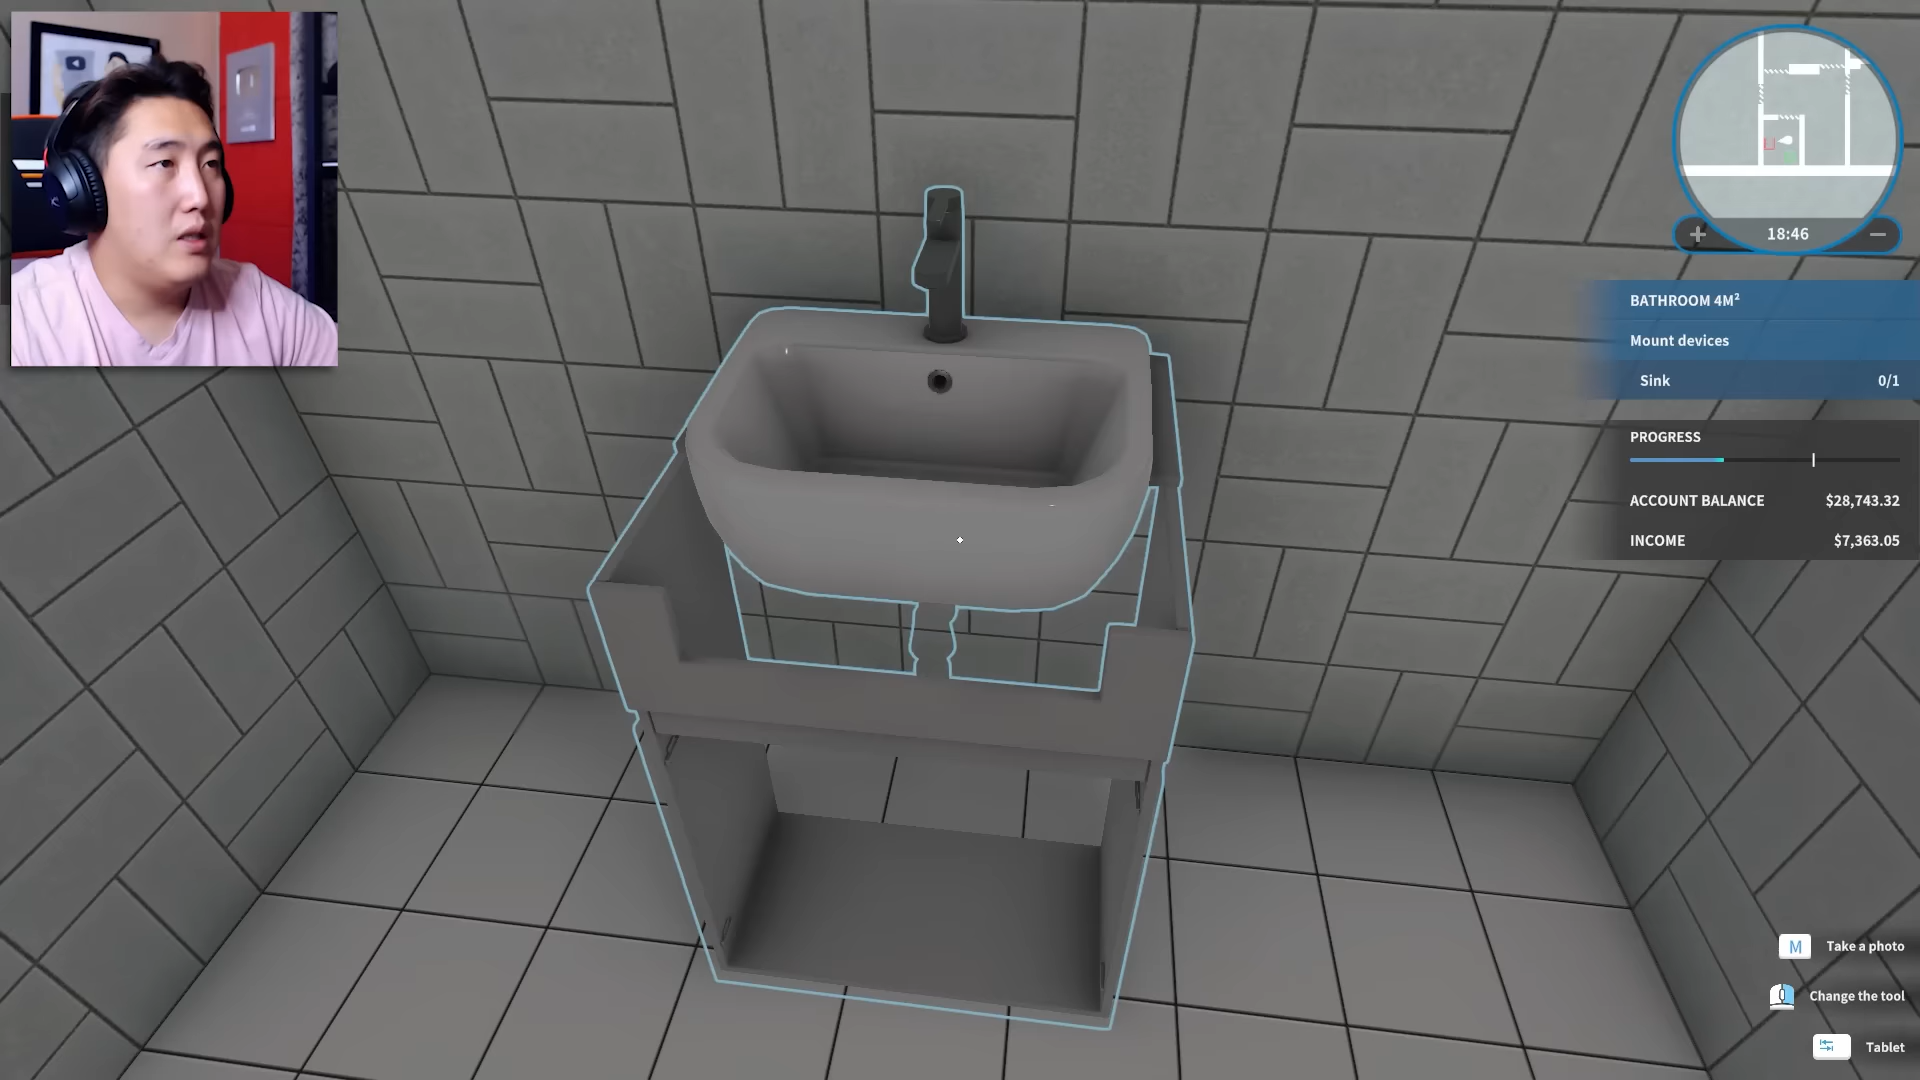 18:46
BATHROOM 4M²
Mount devices
Sink 0/1
PROGRESS
ACCOUNT BALANCE $28,743.32
INCOME $7,363.05
M Take a photo
Change the tool
Tablet